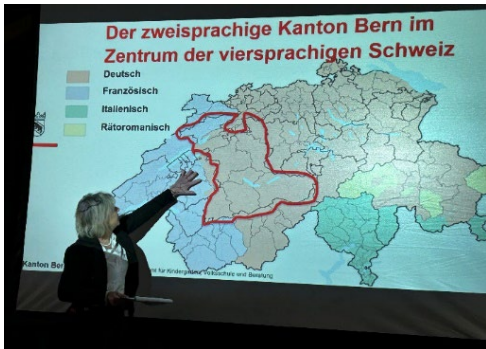 Der zweisprachige Kanton Bern im
Zentrum der viersprachigen Schweiz
Deutsch
Französisch
Italienisch
Rätoromanisch
Kanton Ber
für Kindergarten, Volksschule und Beratung